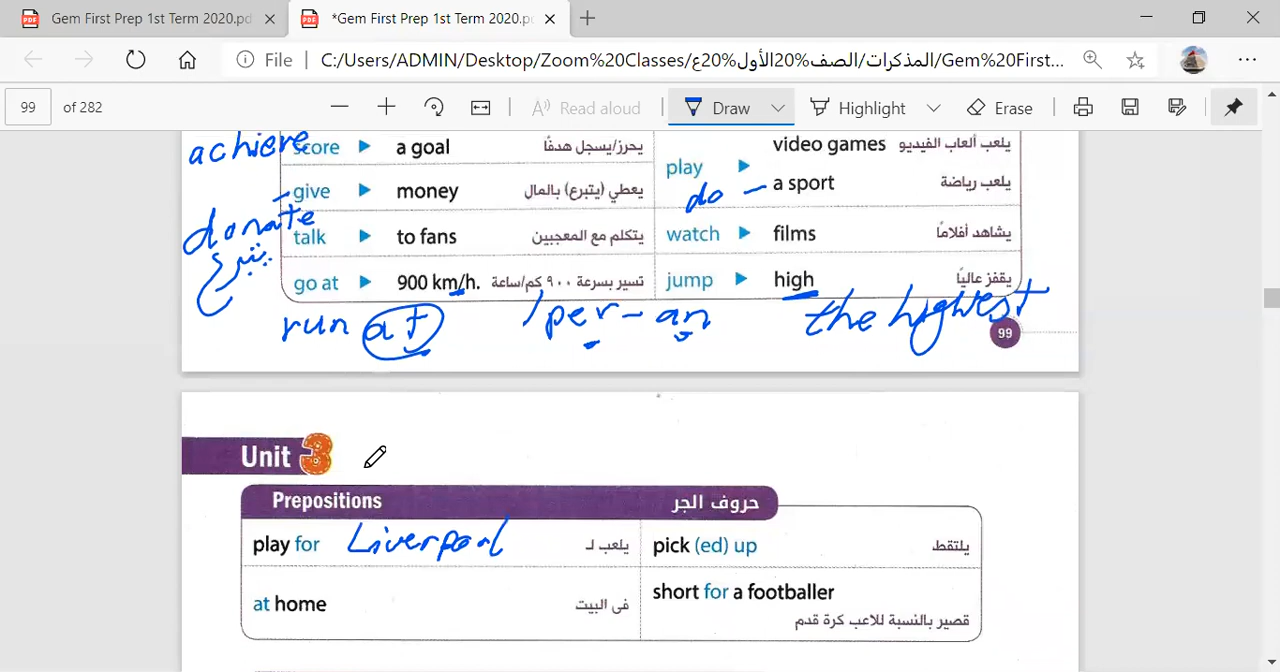 Gem First Prep 1st Term 2020.pd
*Gem First Prep 1st Term 2020.pc
File
C:/Users/ADMIN/Desktop/Zoom%20Classes/المذكرات/الصف%20الأول%20ع/Gem%20First...
99 of 282
Read aloud
Draw
Highlight
Erase
achieve
score a goal يحرز/يسجل هدفًا
play video games يلعب ألعاب الفيديو
do a sport يلعب رياضة
give money يعطي (يتبرع) بالمال
donate
يتبرع
talk to fans يتكلم مع المعجبين
watch films يشاهد أفلامًا
go at 900 km/h. تسير بسرعة ٩٠٠ كم/ساعة
jump high يقفز عاليًا
run at /per - an the highest
99
Unit 3
Prepositions حروف الجر
play for Liverpool يلعب لـ
pick (ed) up يلتقط
at home في البيت
short for a footballer
قصير بالنسبة للاعب كرة قدم